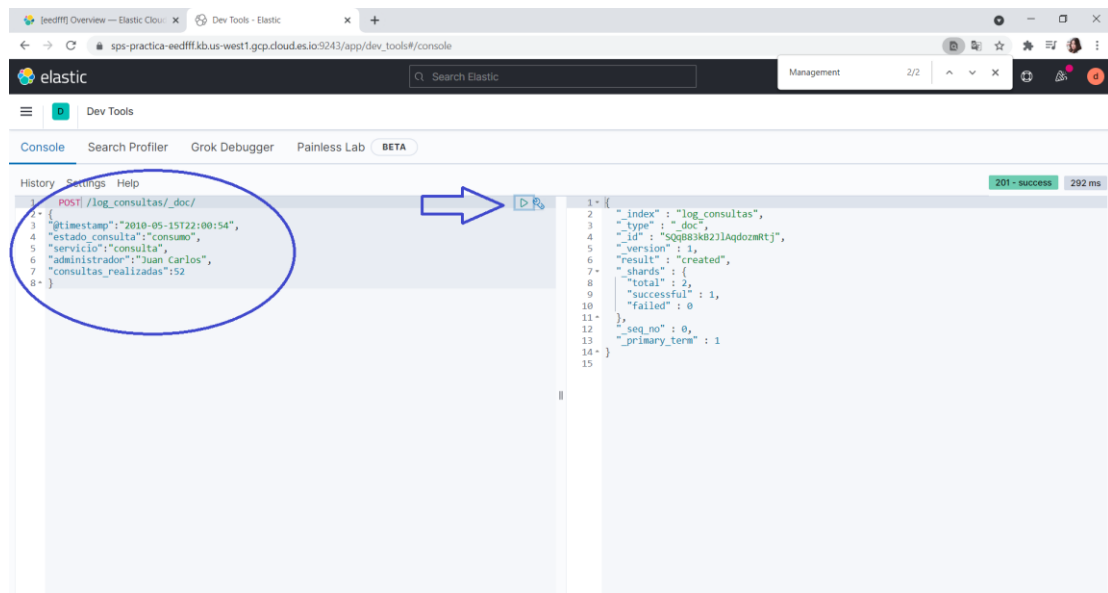 [eedfff] Overview — Elastic Clou
Dev Tools - Elastic
sps-practica-eedfff.kb.us-west1.gcp.cloud.es.io:9243/app/dev_tools#/console
elastic
Search Elastic
Management 2/2
d
D Dev Tools
Console Search Profiler Grok Debugger Painless Lab BETA
History Settings Help
201 - success 292 ms
1 POST /log_consultas/_doc/
2 {
3 "@timestamp":"2010-05-15T22:00:54",
4 "estado_consulta":"consumo",
5 "servicio":"consulta",
6 "administrador":"Juan Carlos",
7 "consultas_realizadas":52
8 }
1 {
2 "_index" : "log_consultas",
3 "_type" : "_doc",
4 "_id" : "SQqB83kB2JlAqdozmRtj",
5 "_version" : 1,
6 "result" : "created",
7 "_shards" : {
8 "total" : 2,
9 "successful" : 1,
10 "failed" : 0
11 },
12 "_seq_no" : 0,
13 "_primary_term" : 1
14 }
15